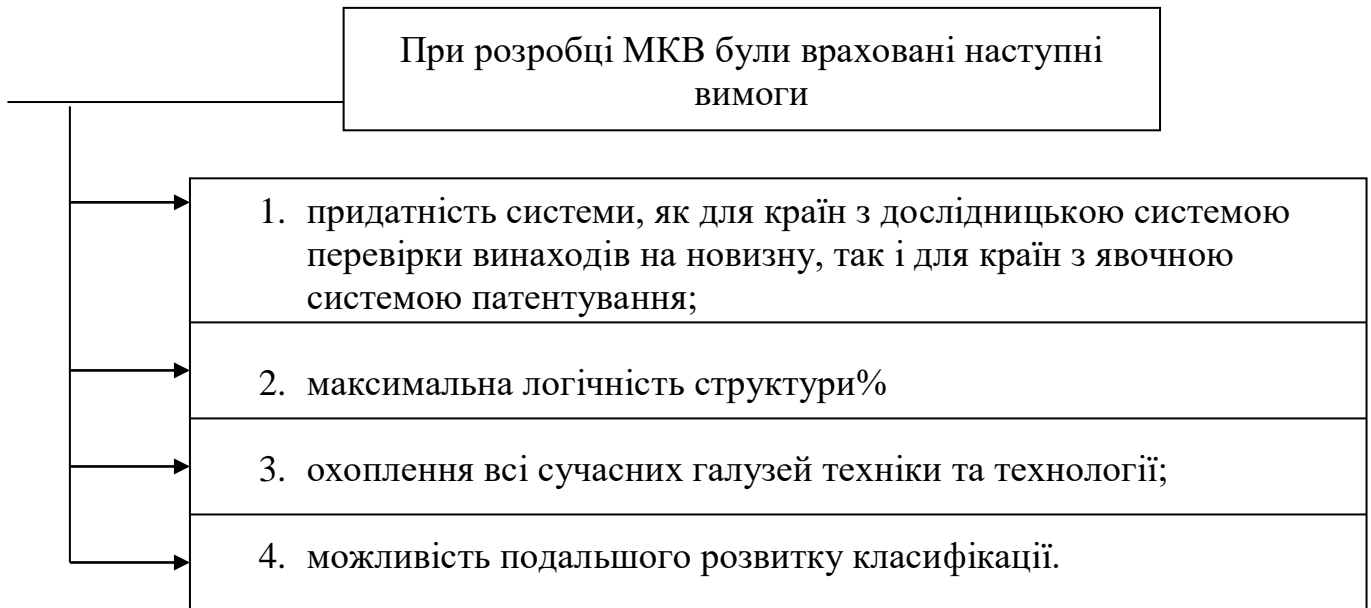 При розробці МКВ були враховані наступні
вимоги
1. придатність системи, як для країн з дослідницькою системою
перевірки винаходів на новизну, так і для країн з явочною
системою патентування;
2. максимальна логічність структури%
3. охоплення всі сучасних галузей техніки та технології;
4. можливість подальшого розвитку класифікації.